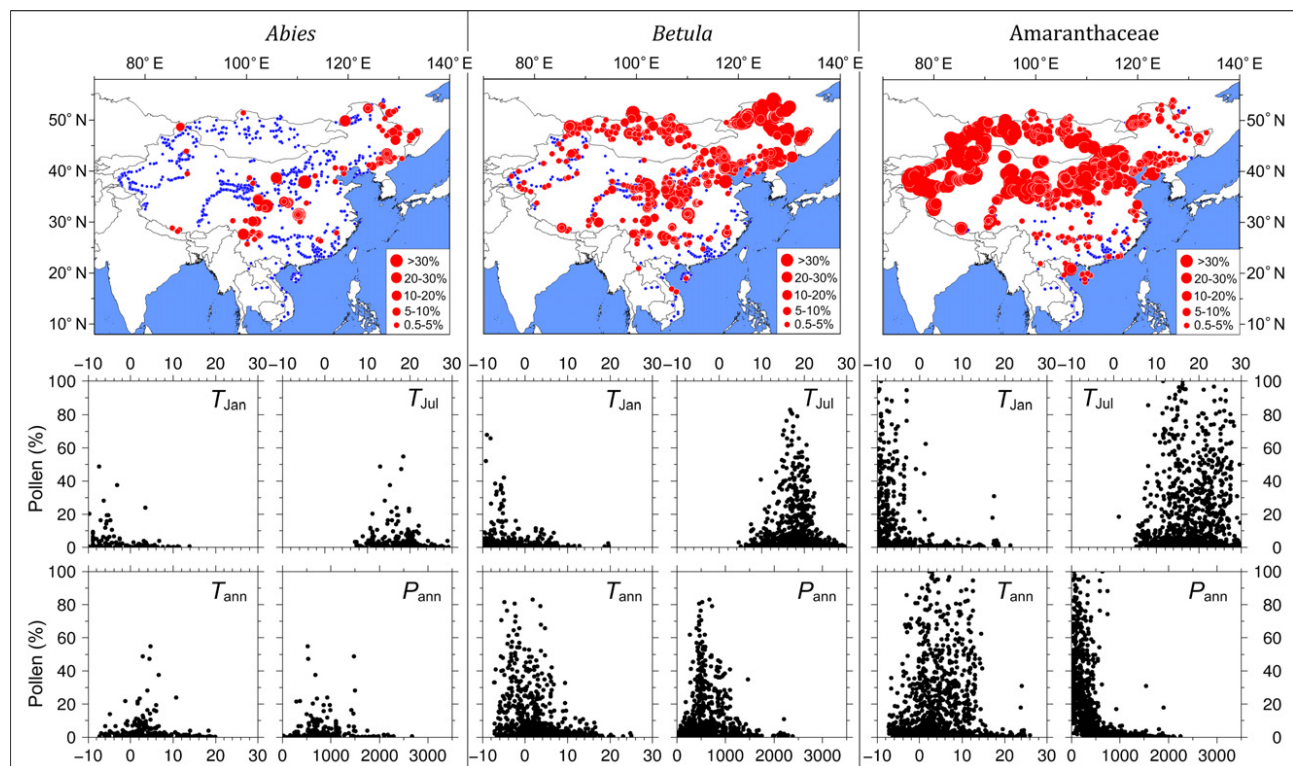 Abies Betula Amaranthaceae
80° E 100° E 120° E 140° E 80° E 100° E 120° E 140° E 80° E 100° E 120° E 140° E
50° N 50° N
40° N 40° N
30° N 30° N
20° N 20° N
10° N 10° N
>30% >30% >30%
20-30% 20-30% 20-30%
10-20% 10-20% 10-20%
5-10% 5-10% 5-10%
0.5-5% 0.5-5% 0.5-5%
−10 0 10 20 30 −10 0 10 20 30 −10 0 10 20 30 −10 0 10 20 30 −10 0 10 20 30 −10 0 10 20 30
TJan TJul TJan TJul TJan TJul
Pollen (%)
100 100
80 80
60 60
40 40
20 20
0 0
Tann Pann Tann Pann Tann Pann
Pollen (%)
100 100
80 80
60 60
40 40
20 20
0 0
−10 0 10 20 30 0 1000 2000 3000 −10 0 10 20 30 0 1000 2000 3000 −10 0 10 20 30 0 1000 2000 3000